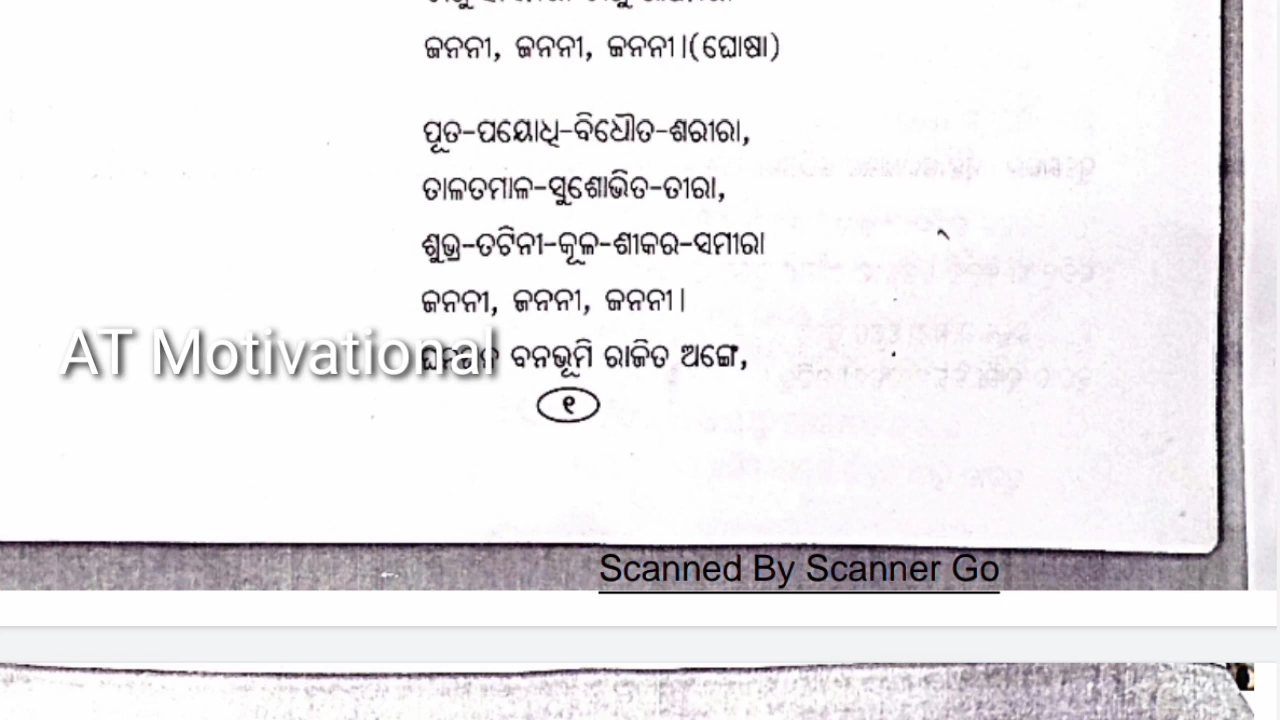 ଜନନୀ, ଜନନୀ, ଜନନୀ।(ଘୋଷା)
ପୂତ-ପୟୋଧି-ବିଧୌତ-ଶରୀରା,
ତାଳତମାଳ-ସୁଶୋଭିତ-ତୀରା,
ଶୁଭ୍ର-ତଟିନୀ-କୂଳ-ଶୀକର-ସମୀରା
ଜନନୀ, ଜନନୀ, ଜନନୀ।
AT Motivational
ବନଭୂମି ରାଜିତ ଅଙ୍ଗେ,
୧
Scanned By Scanner Go